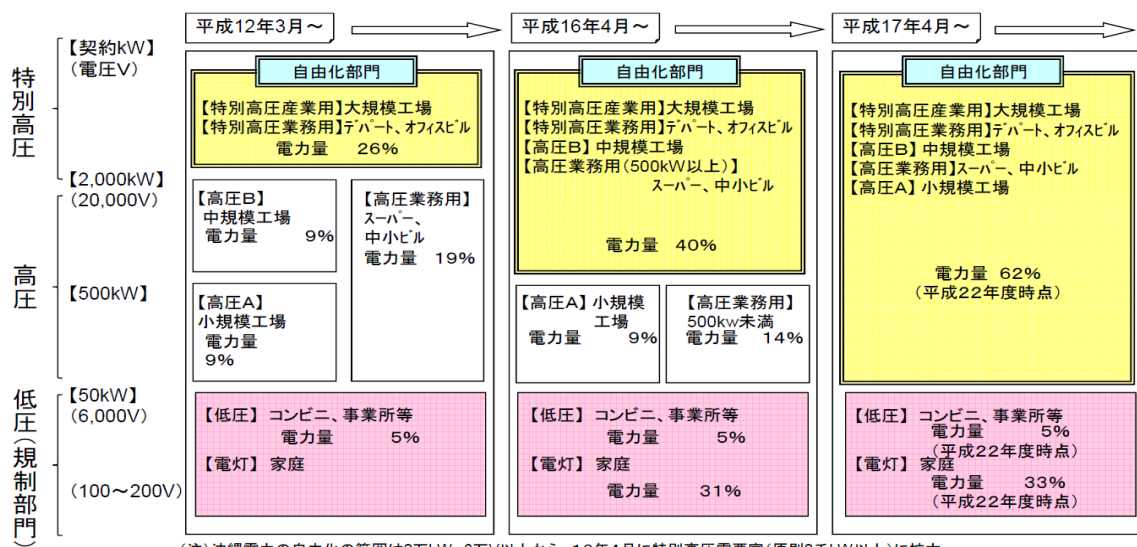 平成12年3月～
平成16年4月～
平成17年4月～
特別高圧
高圧
低圧(規制部門)
【契約kW】
(電圧V)
【2,000kW】
(20,000V)
【500kW】
【50kW】
(6,000V)
(100～200V)
自由化部門
【特別高圧産業用】大規模工場
【特別高圧業務用】デパート、オフィスビル
電力量 26%
【高圧B】
中規模工場
電力量 9%
【高圧業務用】
スーパー、
中小ビル
電力量 19%
【高圧A】
小規模工場
電力量
9%
【低圧】 コンビニ、事業所等
電力量 5%
【電灯】 家庭
自由化部門
【特別高圧産業用】大規模工場
【特別高圧業務用】デパート、オフィスビル
【高圧B】中規模工場
【高圧業務用(500kW以上)】
スーパー、中小ビル
電力量 40%
【高圧A】小規模
工場
電力量 9%
【高圧業務用】
500kw未満
電力量 14%
【低圧】 コンビニ、事業所等
電力量 5%
【電灯】 家庭
電力量 31%
自由化部門
【特別高圧産業用】大規模工場
【特別高圧業務用】デパート、オフィスビル
【高圧B】中規模工場
【高圧業務用】スーパー、中小ビル
【高圧A】小規模工場
電力量 62%
(平成22年度時点)
【低圧】 コンビニ、事業所等
電力量 5%
(平成22年度時点)
【電灯】 家庭
電力量 33%
(平成22年度時点)